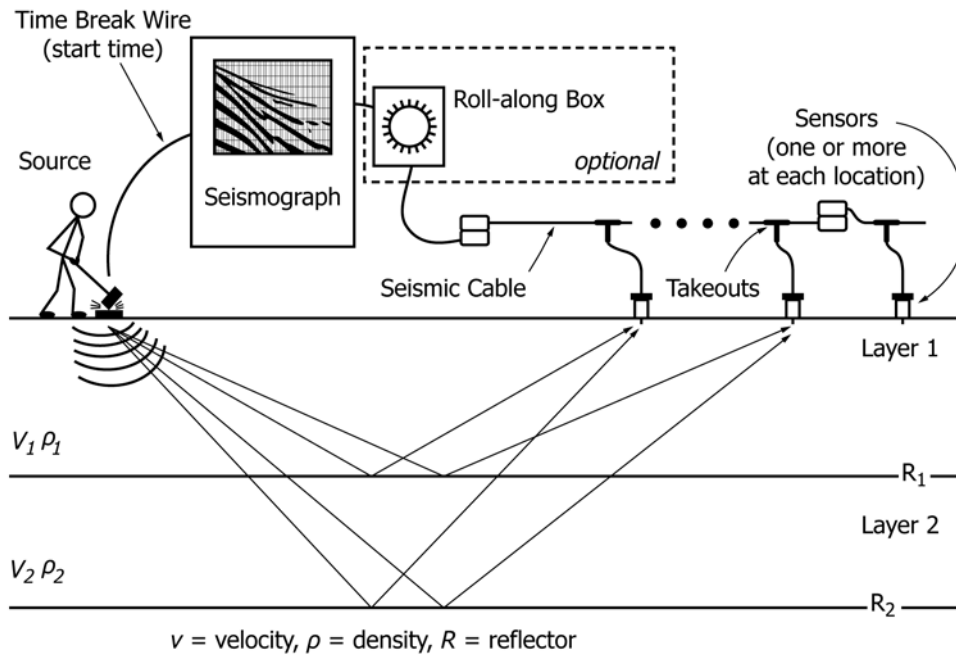 Time Break Wire
(start time)
Source
Seismograph
Roll-along Box
optional
Sensors
(one or more
at each location)
Seismic Cable
Takeouts
Layer 1
V₁ ρ₁
R₁
Layer 2
V₂ ρ₂
R₂
v = velocity, ρ = density, R = reflector